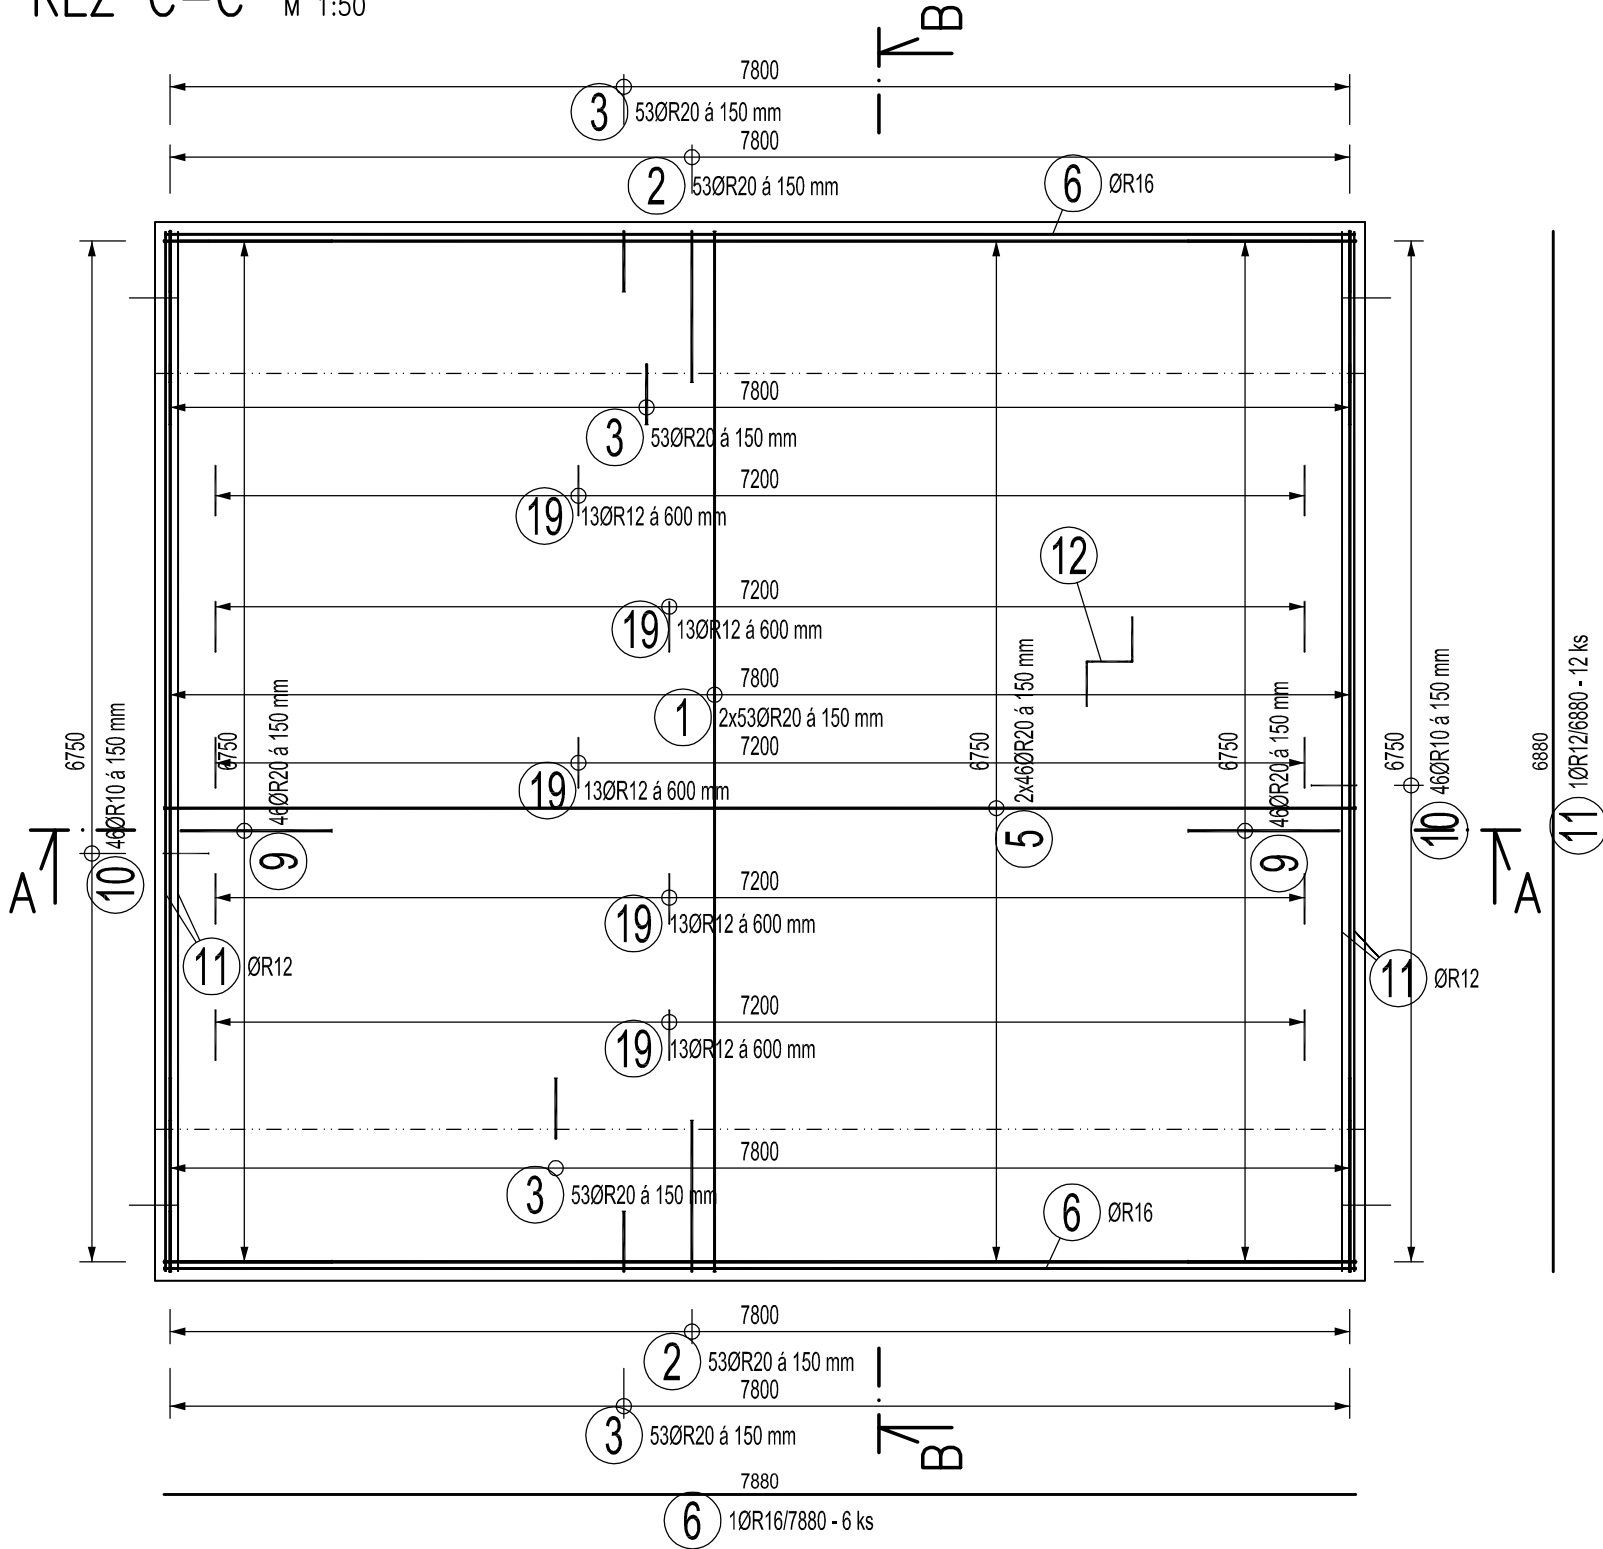 REZ C-C M 1:50
B
7800
3 53ØR20 á 150 mm
7800
2 53ØR20 á 150 mm
6 ØR16
7800
3 53ØR20 á 150 mm
7200
19 13ØR12 á 600 mm
12
7200
19 13ØR12 á 600 mm
7800
1 2x53ØR20 á 150 mm
7200
19 13ØR12 á 600 mm
6750
46ØR10 á 150 mm
10
6750
46ØR20 á 150 mm
9
6750
2x46ØR20 á 150 mm
5
6750
46ØR20 á 150 mm
9
6750
46ØR10 á 150 mm
10
6880
1ØR12/6880 - 12 ks
11
A
A
7200
19 13ØR12 á 600 mm
11 ØR12
11 ØR12
7200
19 13ØR12 á 600 mm
7800
3 53ØR20 á 150 mm
6 ØR16
7800
2 53ØR20 á 150 mm
7800
3 53ØR20 á 150 mm
B
7880
6 1ØR16/7880 - 6 ks